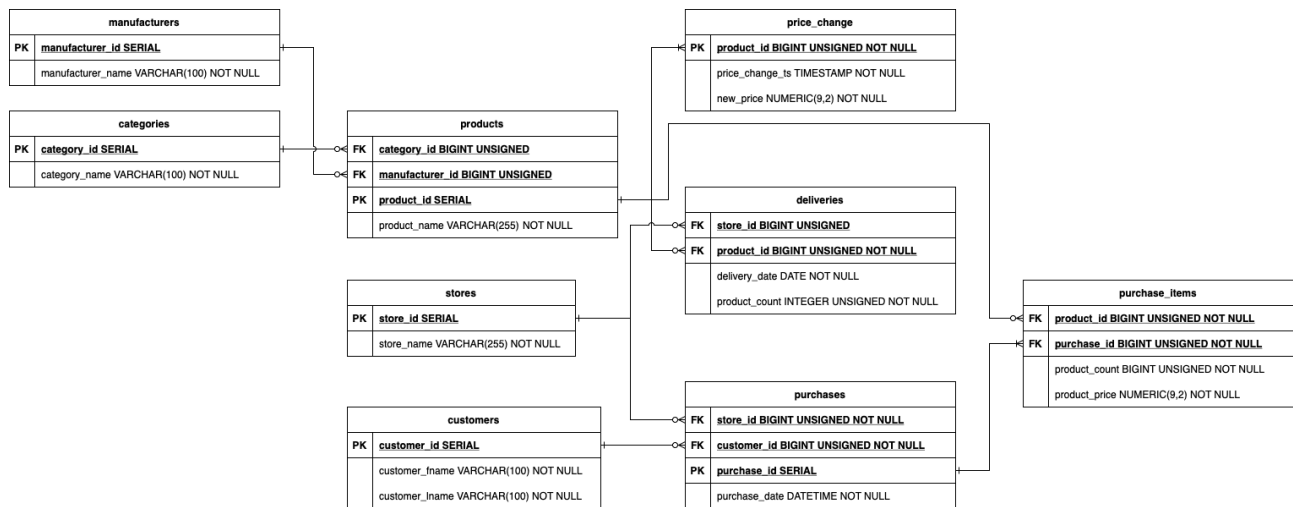 manufacturers
PK manufacturer_id SERIAL
manufacturer_name VARCHAR(100) NOT NULL
categories
PK category_id SERIAL
category_name VARCHAR(100) NOT NULL
products
FK category_id BIGINT UNSIGNED
FK manufacturer_id BIGINT UNSIGNED
PK product_id SERIAL
product_name VARCHAR(255) NOT NULL
stores
PK store_id SERIAL
store_name VARCHAR(255) NOT NULL
customers
PK customer_id SERIAL
customer_fname VARCHAR(100) NOT NULL
customer_lname VARCHAR(100) NOT NULL
price_change
PK product_id BIGINT UNSIGNED NOT NULL
price_change_ts TIMESTAMP NOT NULL
new_price NUMERIC(9,2) NOT NULL
deliveries
FK store_id BIGINT UNSIGNED
FK product_id BIGINT UNSIGNED NOT NULL
delivery_date DATE NOT NULL
product_count INTEGER UNSIGNED NOT NULL
purchases
FK store_id BIGINT UNSIGNED NOT NULL
FK customer_id BIGINT UNSIGNED NOT NULL
PK purchase_id SERIAL
purchase_date DATETIME NOT NULL
purchase_items
FK product_id BIGINT UNSIGNED NOT NULL
FK purchase_id BIGINT UNSIGNED NOT NULL
product_count BIGINT UNSIGNED NOT NULL
product_price NUMERIC(9,2) NOT NULL